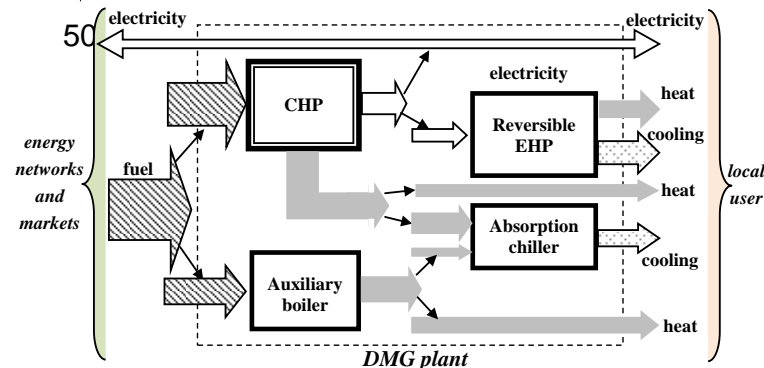 electricity
electricity
50
CHP
electricity
heat
Reversible
EHP
cooling
energy
networks
and
markets
fuel
heat
local
user
Absorption
chiller
cooling
Auxiliary
boiler
heat
DMG plant